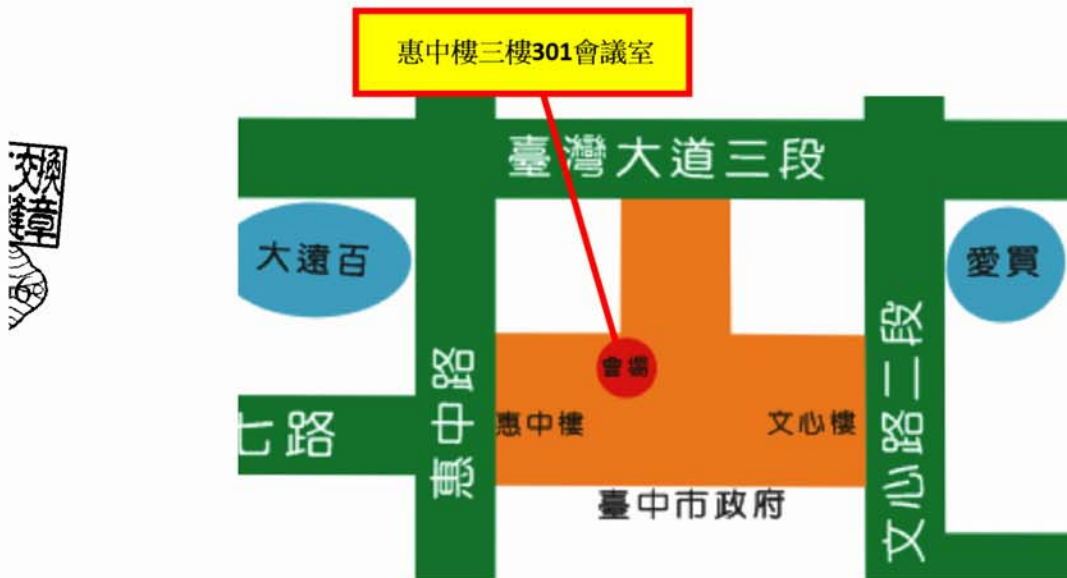 惠中樓三樓301會議室
臺灣大道三段
換
章
大遠百
愛買
惠中路
文心路二段
會場
七路
惠中樓
文心樓
臺中市政府